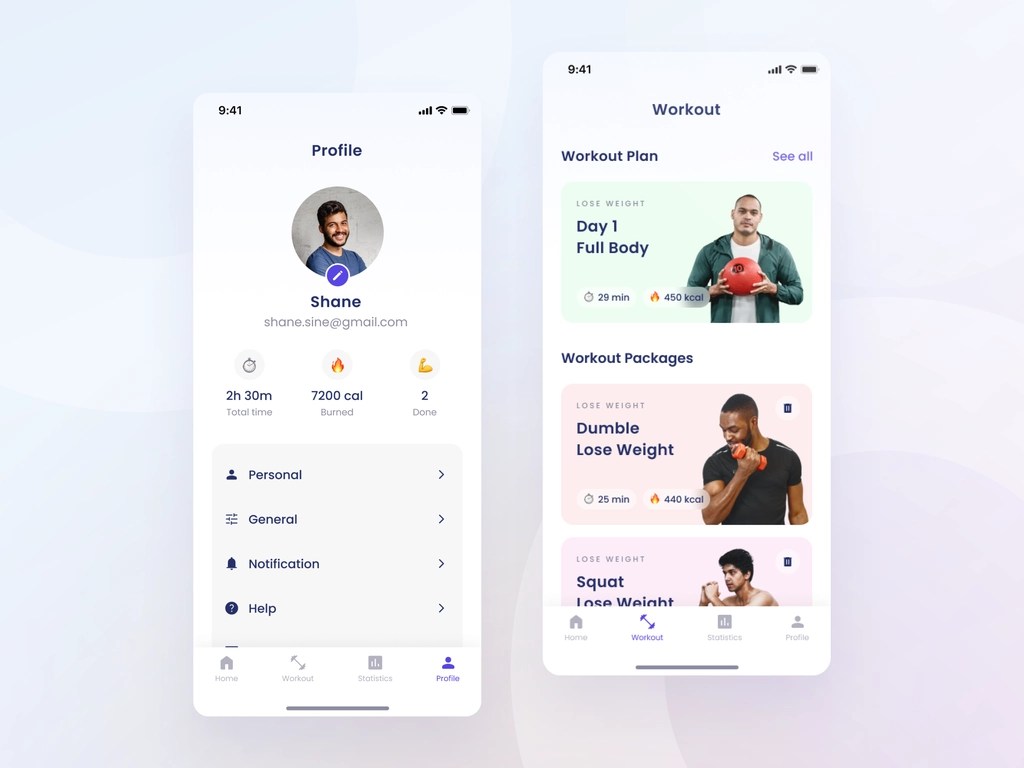 9:41
Profile
Shane
shane.sine@gmail.com
2h 30m
Total time
7200 cal
Burned
2
Done
Personal
General
Notification
Help
Home
Workout
Statistics
Profile
9:41
Workout
Workout Plan
See all
LOSE WEIGHT
Day 1
Full Body
29 min
450 kcal
10
Workout Packages
LOSE WEIGHT
Dumble
Lose Weight
25 min
440 kcal
LOSE WEIGHT
Squat
Lose Weight
Home
Workout
Statistics
Profile